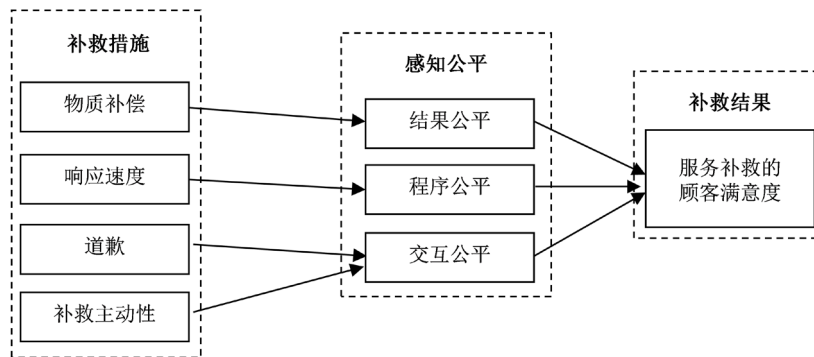 补救措施
物质补偿
响应速度
道歉
补救主动性
感知公平
结果公平
程序公平
交互公平
补救结果
服务补救的
顾客满意度